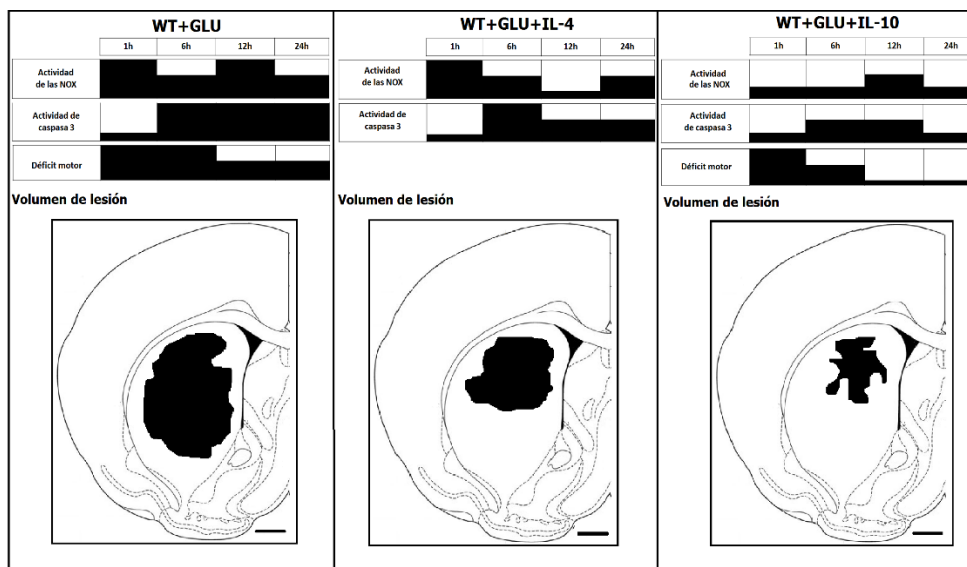 WT+GLU
1h 6h 12h 24h
Actividad
de las NOX
Actividad de
caspasa 3
Déficit motor
Volumen de lesión
WT+GLU+IL-4
1h 6h 12h 24h
Actividad
de las NOX
Actividad de
caspasa 3
Volumen de lesión
WT+GLU+IL-10
1h 6h 12h 24h
Actividad
de las NOX
Actividad
de caspasa 3
Déficit motor
Volumen de lesión